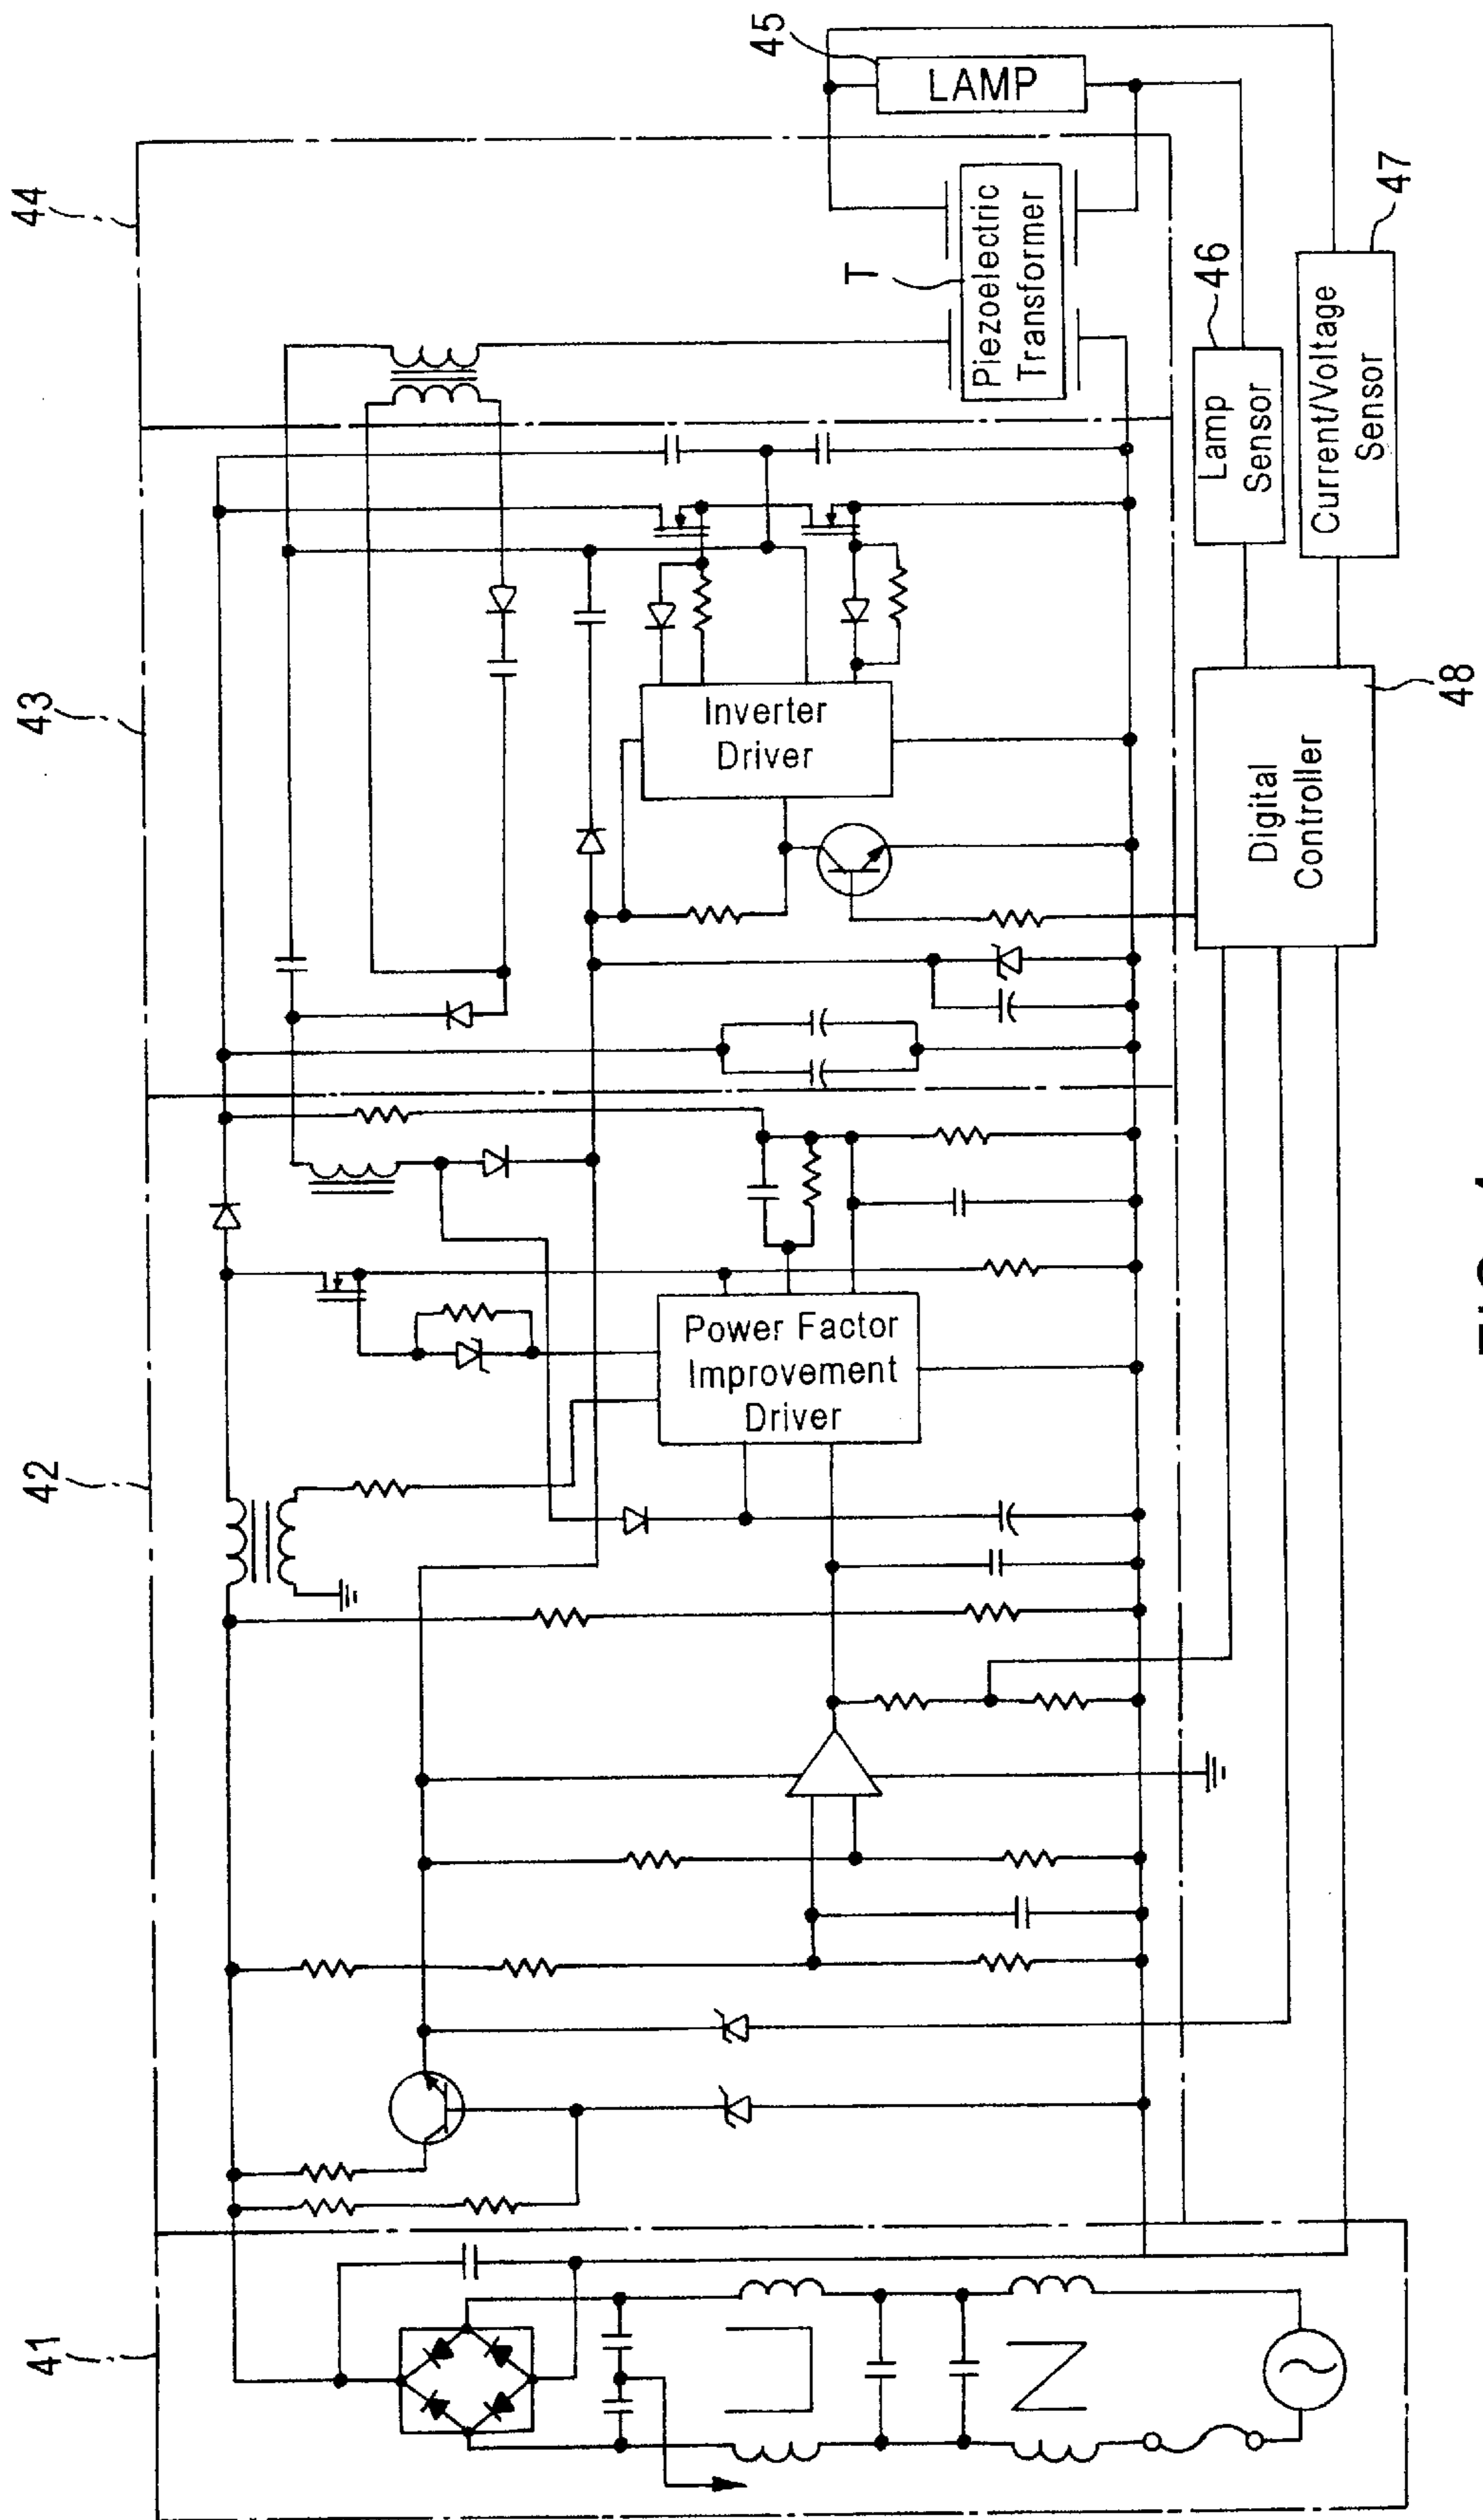 41
42
43
44
45
LAMP
T
Piezoelectric
Transformer
46
47
Lamp
Sensor
Current/Voltage
Sensor
Inverter
Driver
Digital
Controller
48
Power Factor
Improvement
Driver